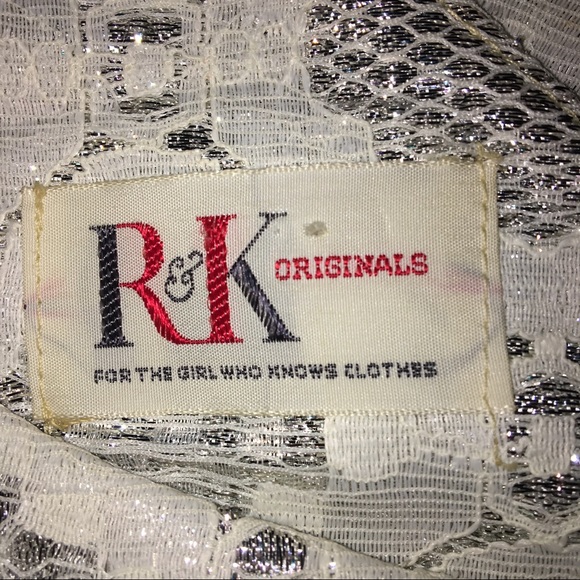 R&K ORIGINALS
FOR THE GIRL WHO KNOWS CLOTHES